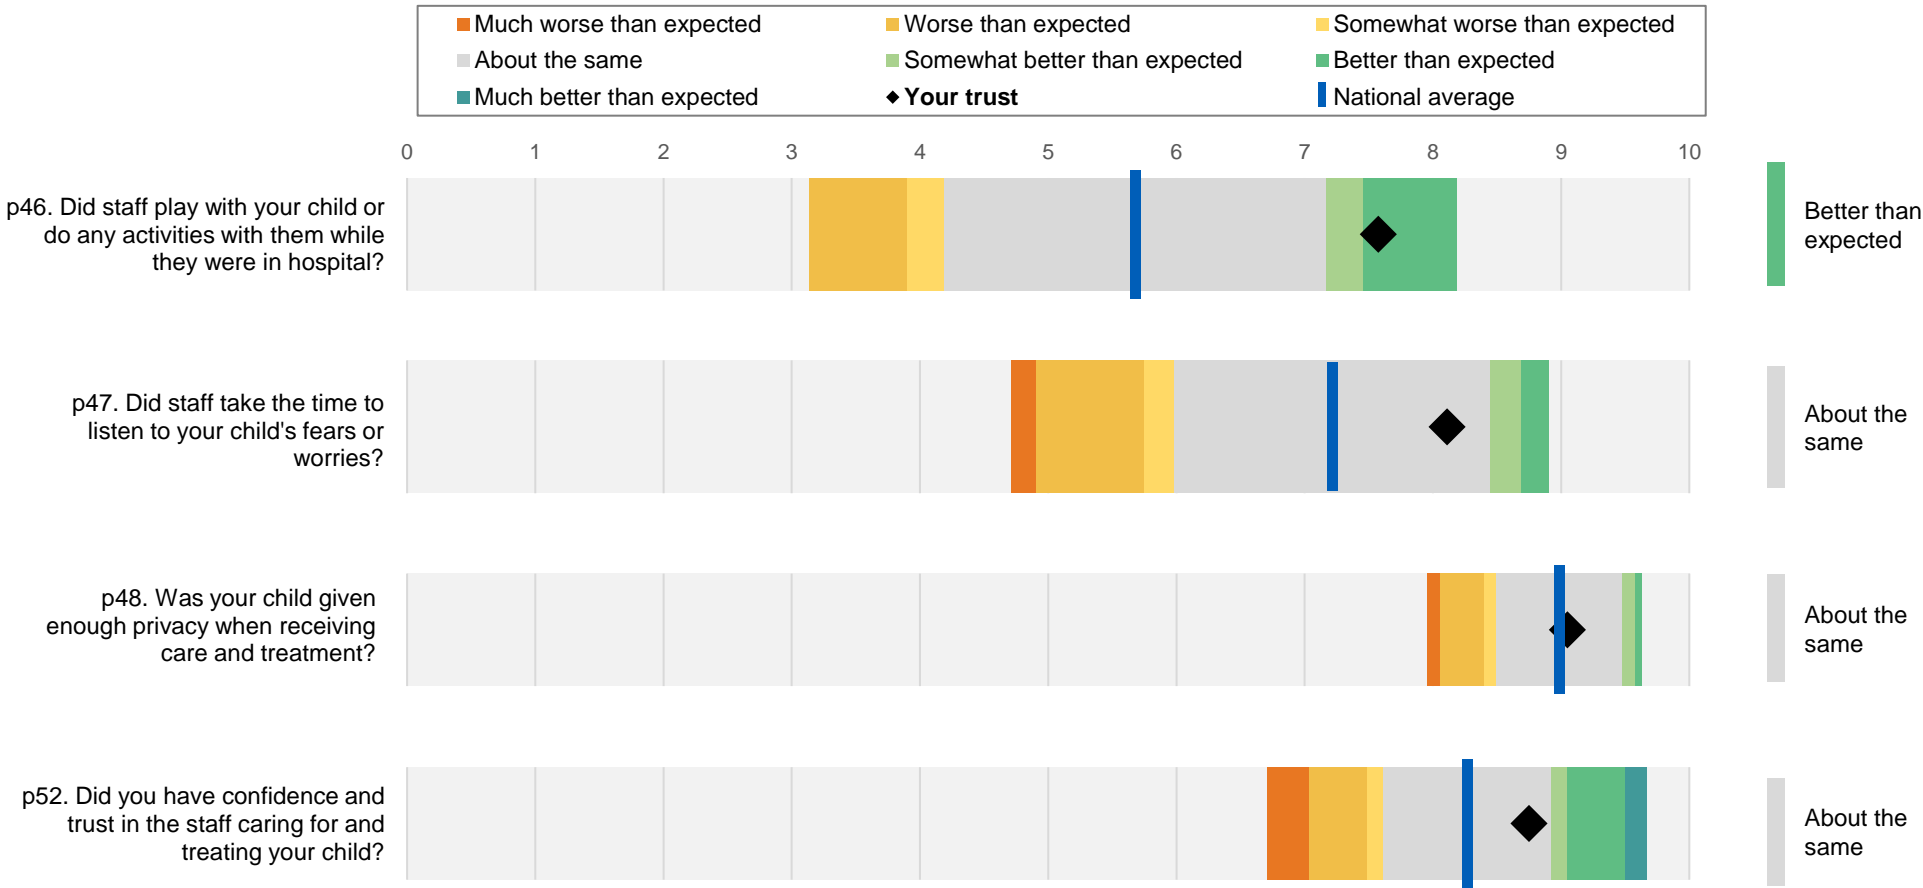 Much worse than expected
Worse than expected
Somewhat worse than expected
About the same
Somewhat better than expected
Better than expected
Much better than expected
Your trust
National average
0 1 2 3 4 5 6 7 8 9 10
p46. Did staff play with your child or
do any activities with them while
they were in hospital?
Better than
expected
p47. Did staff take the time to
listen to your child's fears or
worries?
About the
same
p48. Was your child given
enough privacy when receiving
care and treatment?
About the
same
p52. Did you have confidence and
trust in the staff caring for and
treating your child?
About the
same